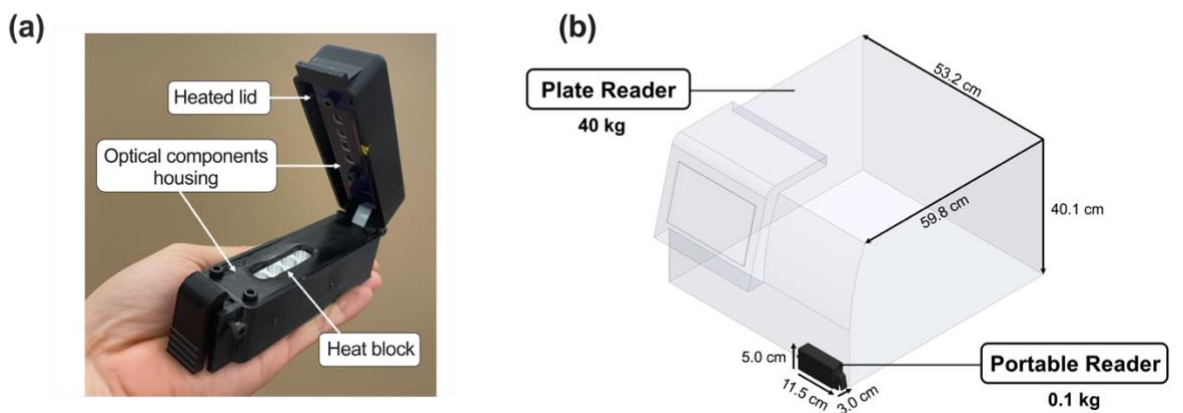 (a)
Heated lid
Optical components
housing
Heat block
(b)
Plate Reader
40 kg
53.2 cm
59.8 cm
40.1 cm
5.0 cm
11.5 cm
3.0 cm
Portable Reader
0.1 kg